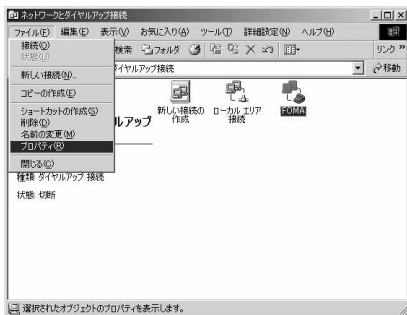 ネットワークとダイヤルアップ接続
ファイル(F) 編集(E) 表示(V) お気に入り(A) ツール(T) 詳細設定(N) ヘルプ(H)
接続(O)
状態(U)
検索 フォルダ
リンク »
新しい接続(N)...
イヤルアップ接続
移動
コピーの作成(E)
ショートカットの作成(S)
削除(D)
名前の変更(M)
プロパティ(R)
閉じる(C)
ルアップ
新しい接続の
作成
ローカル エリア
接続
FOMA
種類: ダイヤルアップ 接続
状態: 切断
選択されたオブジェクトのプロパティを表示します。